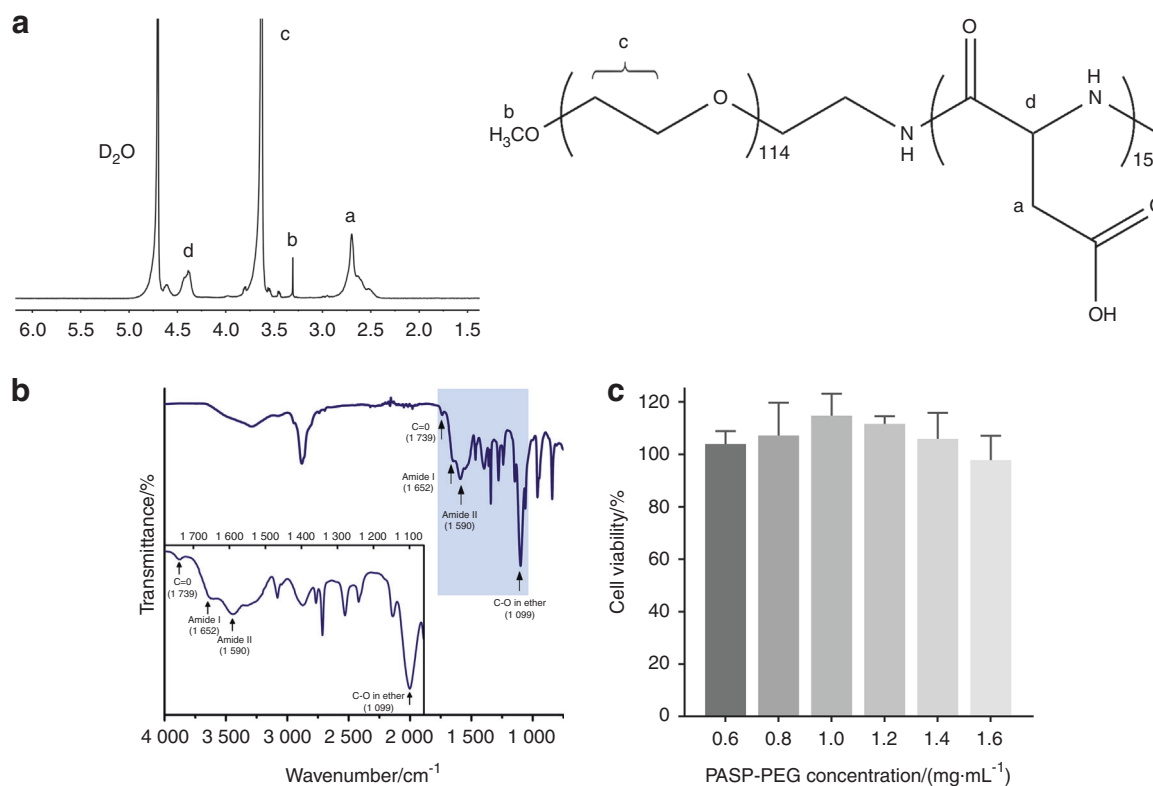 a
c
D2O
d
b
a
6.0 5.0 4.5 4.0 3.5 3.0 2.5 2.0 1.5
c
b
H3CO
O
114
N
H
O
d
H
N
15
a
O
OH
b
Transmittance/%
C=0
(1 739)
Amide I
(1 652)
Amide II
(1 590)
C-O in ether
(1 099)
1 700 1 600 1 500 1 400 1 300 1 200 1 100
C=0
(1 739)
Amide I
(1 652)
Amide II
(1 590)
C-O in ether
(1 099)
4 000 3 500 3 000 2 500 2 000 1 500 1 000
Wavenumber/cm-1
c
Cell viability/%
120
100
80
60
40
20
0
0.6 0.8 1.0 1.2 1.4 1.6
PASP-PEG concentration/(mg·mL-1)